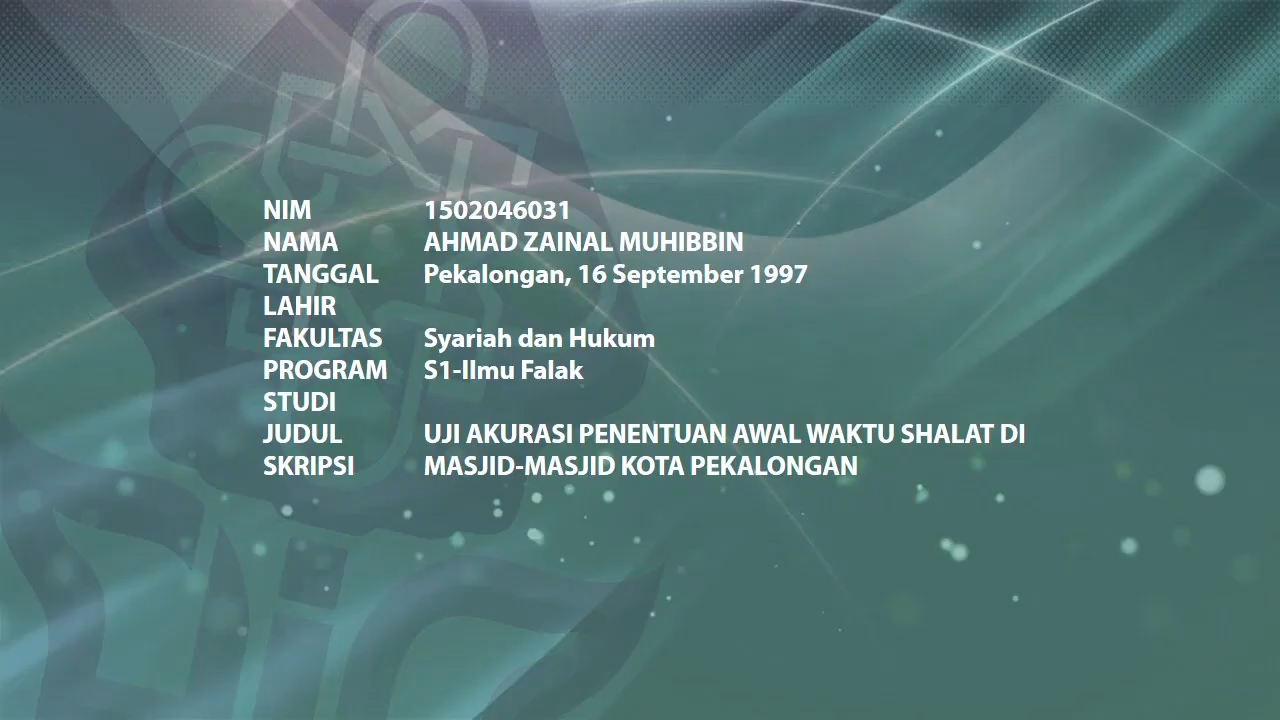 NIM 1502046031
NAMA AHMAD ZAINAL MUHIBBIN
TANGGAL Pekalongan, 16 September 1997
LAHIR
FAKULTAS Syariah dan Hukum
PROGRAM S1-Ilmu Falak
STUDI
JUDUL UJI AKURASI PENENTUAN AWAL WAKTU SHALAT DI
SKRIPSI MASJID-MASJID KOTA PEKALONGAN